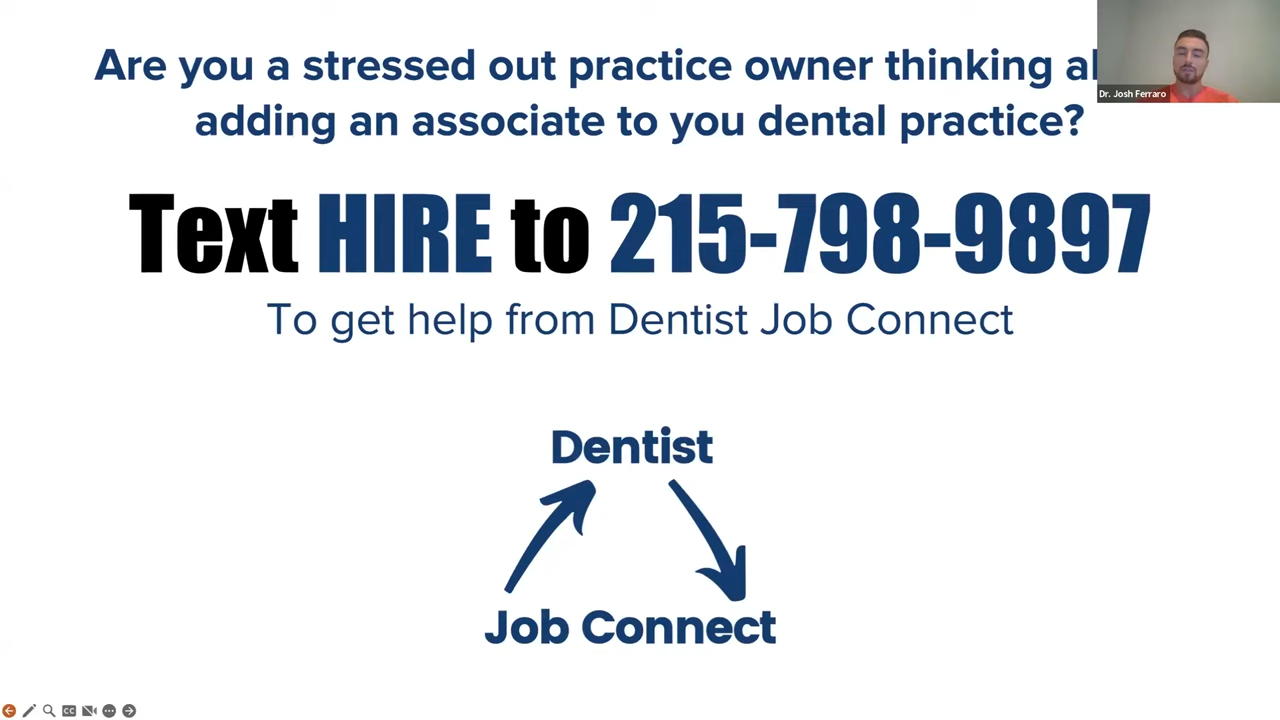 Are you a stressed out practice owner thinking
adding an associate to you dental practice?
Text HIRE to 215-798-9897
To get help from Dentist Job Connect
Dentist
Job Connect
Dr. Josh Ferraro
CC